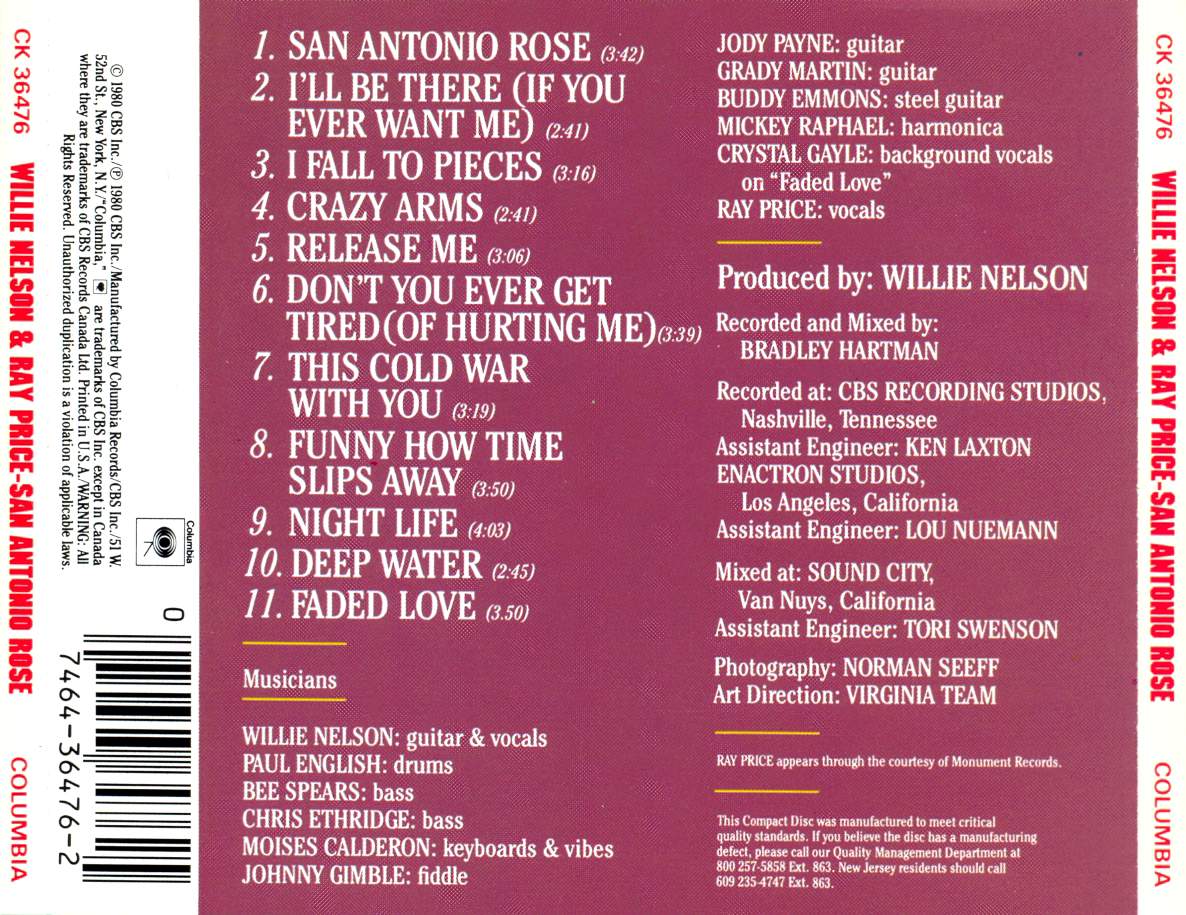 CK 36476 WILLIE NELSON & RAY PRICE-SAN ANTONIO ROSE COLUMBIA
© 1980 CBS Inc./℗ 1980 CBS Inc./Manufactured by Columbia Records/CBS Inc./51 W.
52nd St., New York, N.Y./"Columbia," are trademarks of CBS Inc. except in Canada
where they are trademarks of CBS Records Canada Ltd. Printed in U.S.A./WARNING: All
Rights Reserved. Unauthorized duplication is a violation of applicable laws.
Columbia
0
7464-36476-2
1. SAN ANTONIO ROSE (3:42)
2. I'LL BE THERE (IF YOU
EVER WANT ME) (2:41)
3. I FALL TO PIECES (3:16)
4. CRAZY ARMS (2:41)
5. RELEASE ME (3:06)
6. DON'T YOU EVER GET
TIRED(OF HURTING ME)(3:39)
7. THIS COLD WAR
WITH YOU (3:19)
8. FUNNY HOW TIME
SLIPS AWAY (3:50)
9. NIGHT LIFE (4:03)
10. DEEP WATER (2:45)
11. FADED LOVE (3.50)
Musicians
WILLIE NELSON: guitar & vocals
PAUL ENGLISH: drums
BEE SPEARS: bass
CHRIS ETHRIDGE: bass
MOISES CALDERON: keyboards & vibes
JOHNNY GIMBLE: fiddle
JODY PAYNE: guitar
GRADY MARTIN: guitar
BUDDY EMMONS: steel guitar
MICKEY RAPHAEL: harmonica
CRYSTAL GAYLE: background vocals
on "Faded Love"
RAY PRICE: vocals
Produced by: WILLIE NELSON
Recorded and Mixed by:
BRADLEY HARTMAN
Recorded at: CBS RECORDING STUDIOS,
Nashville, Tennessee
Assistant Engineer: KEN LAXTON
ENACTRON STUDIOS,
Los Angeles, California
Assistant Engineer: LOU NUEMANN
Mixed at: SOUND CITY,
Van Nuys, California
Assistant Engineer: TORI SWENSON
Photography: NORMAN SEEFF
Art Direction: VIRGINIA TEAM
RAY PRICE appears through the courtesy of Monument Records.
This Compact Disc was manufactured to meet critical
quality standards. If you believe the disc has a manufacturing
defect, please call our Quality Management Department at
800 257-5858 Ext. 863. New Jersey residents should call
609 235-4747 Ext. 863.
CK 36476 WILLIE NELSON & RAY PRICE-SAN ANTONIO ROSE COLUMBIA